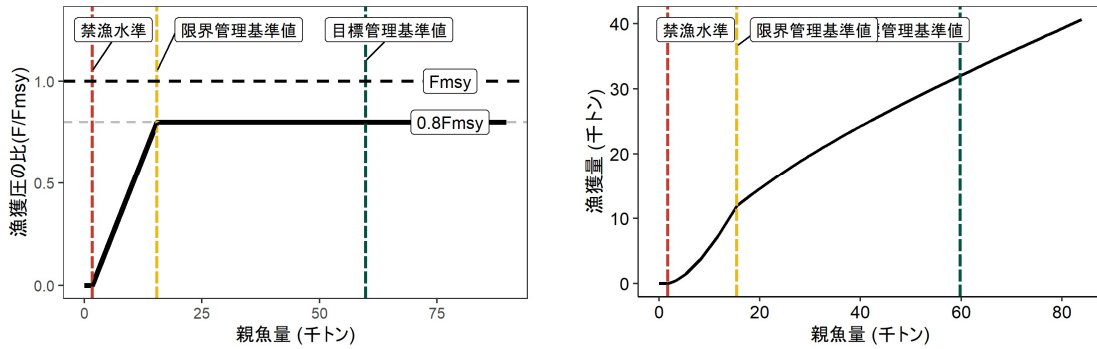 禁漁水準
限界管理基準値
目標管理基準値
Fmsy
0.8Fmsy
漁獲圧の比(F/Fmsy)
1.0
0.5
0.0
0
25
50
75
親魚量 (千トン)
禁漁水準
限界管理基準値
管理基準値
漁獲量 (千トン)
40
30
20
10
0
0
20
40
60
80
親魚量 (千トン)